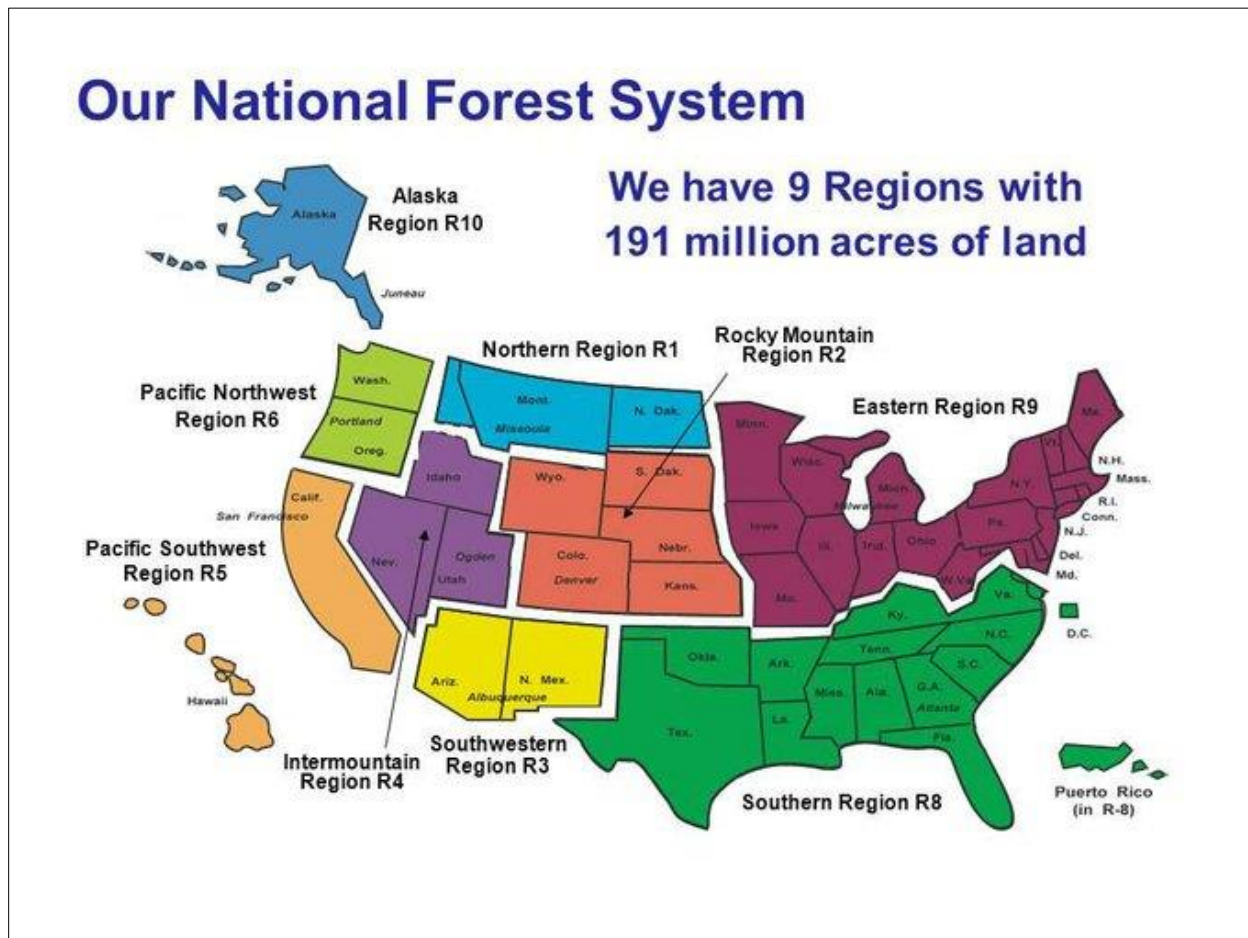 Our National Forest System
We have 9 Regions with
191 million acres of land
Alaska
Region R10
Alaska
Juneau
Northern Region R1
Rocky Mountain
Region R2
Pacific Northwest
Region R6
Eastern Region R9
Wash.
Portland
Oreg.
Mont.
Missoula
N. Dak.
Minn.
Wisc.
Mich.
Milwaukee
Iowa
Ill.
Ind.
Ohio
Mo.
W.Va.
Pa.
N.Y.
Vt.
Me.
N.H.
Mass.
R.I.
Conn.
N.J.
Del.
Md.
D.C.
Idaho
Wyo.
S. Dak.
Calif.
San Francisco
Pacific Southwest
Region R5
Nev.
Ogden
Utah
Colo.
Denver
Nebr.
Kans.
Ariz.
N. Mex.
Albuquerque
Okla.
Ark.
Tex.
La.
Ky.
Va.
Tenn.
N.C.
S.C.
Miss.
Ala.
G.A.
Atlanta
Fla.
Hawaii
Intermountain
Region R4
Southwestern
Region R3
Southern Region R8
Puerto Rico
(in R-8)